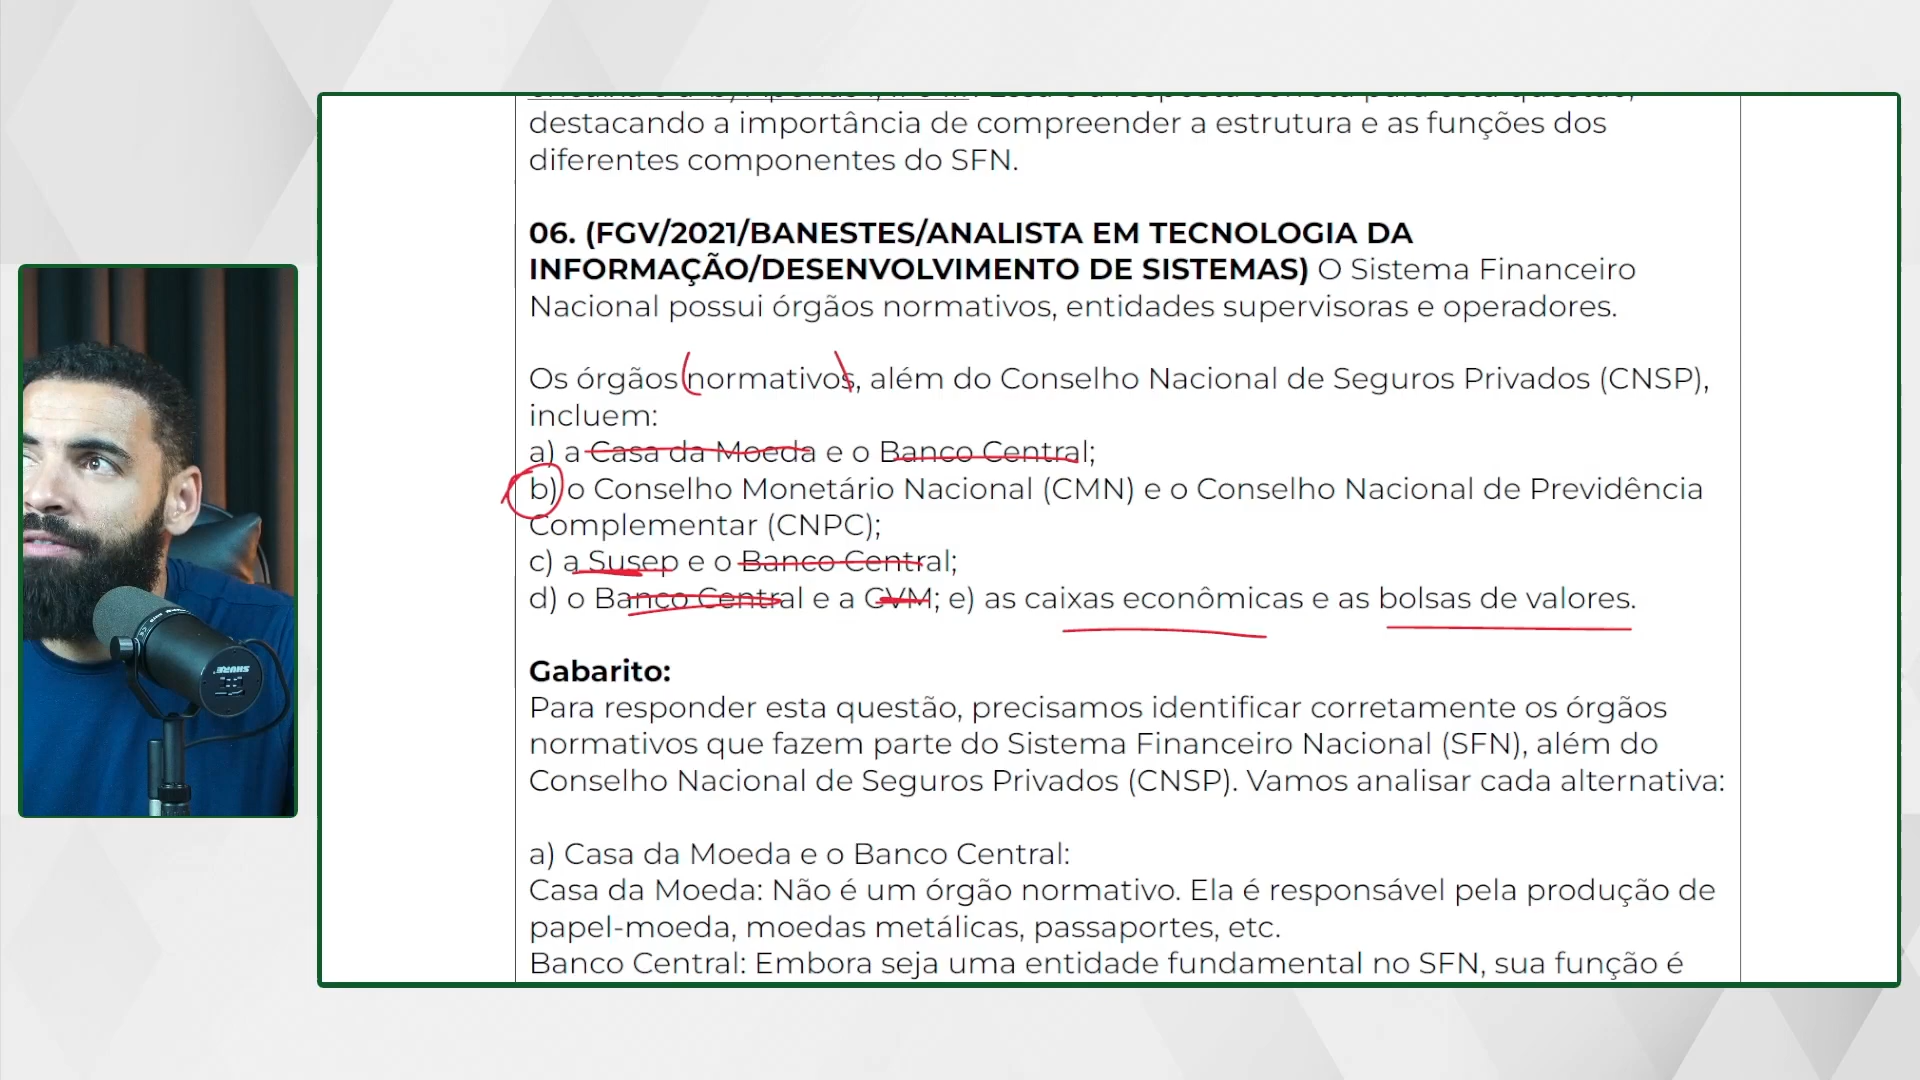 destacando a importância de compreender a estrutura e as funções dos
diferentes componentes do SFN.
06. (FGV/2021/BANESTES/ANALISTA EM TECNOLOGIA DA
INFORMAÇÃO/DESENVOLVIMENTO DE SISTEMAS) O Sistema Financeiro
Nacional possui órgãos normativos, entidades supervisoras e operadores.
Os órgãos normativos, além do Conselho Nacional de Seguros Privados (CNSP),
incluem:
a) a Casa da Moeda e o Banco Central;
b) o Conselho Monetário Nacional (CMN) e o Conselho Nacional de Previdência
Complementar (CNPC);
c) a Susep e o Banco Central;
d) o Banco Central e a CVM; e) as caixas econômicas e as bolsas de valores.
Gabarito:
Para responder esta questão, precisamos identificar corretamente os órgãos
normativos que fazem parte do Sistema Financeiro Nacional (SFN), além do
Conselho Nacional de Seguros Privados (CNSP). Vamos analisar cada alternativa:
a) Casa da Moeda e o Banco Central:
Casa da Moeda: Não é um órgão normativo. Ela é responsável pela produção de
papel-moeda, moedas metálicas, passaportes, etc.
Banco Central: Embora seja uma entidade fundamental no SFN, sua função é
SHURE